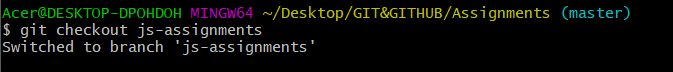 Acer@DESKTOP-DPOHDOH MINGW64 ~/Desktop/GIT&GITHUB/Assignments (master)
$ git checkout js-assignments
Switched to branch 'js-assignments'